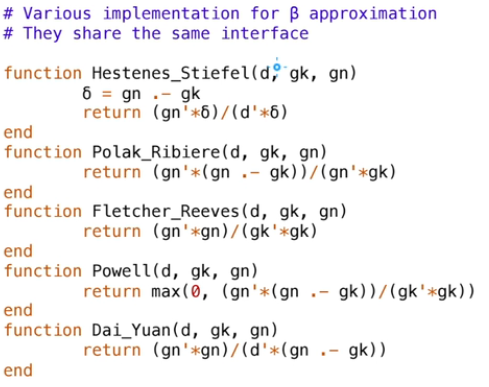 # Various implementation for β approximation
# They share the same interface
function Hestenes_Stiefel(d, gk, gn)
δ = gn .- gk
return (gn'*δ)/(d'*δ)
end
function Polak_Ribiere(d, gk, gn)
return (gn'*(gn .- gk))/(gn'*gk)
end
function Fletcher_Reeves(d, gk, gn)
return (gn'*gn)/(gk'*gk)
end
function Powell(d, gk, gn)
return max(0, (gn'*(gn .- gk))/(gk'*gk))
end
function Dai_Yuan(d, gk, gn)
return (gn'*gn)/(d'*(gn .- gk))
end